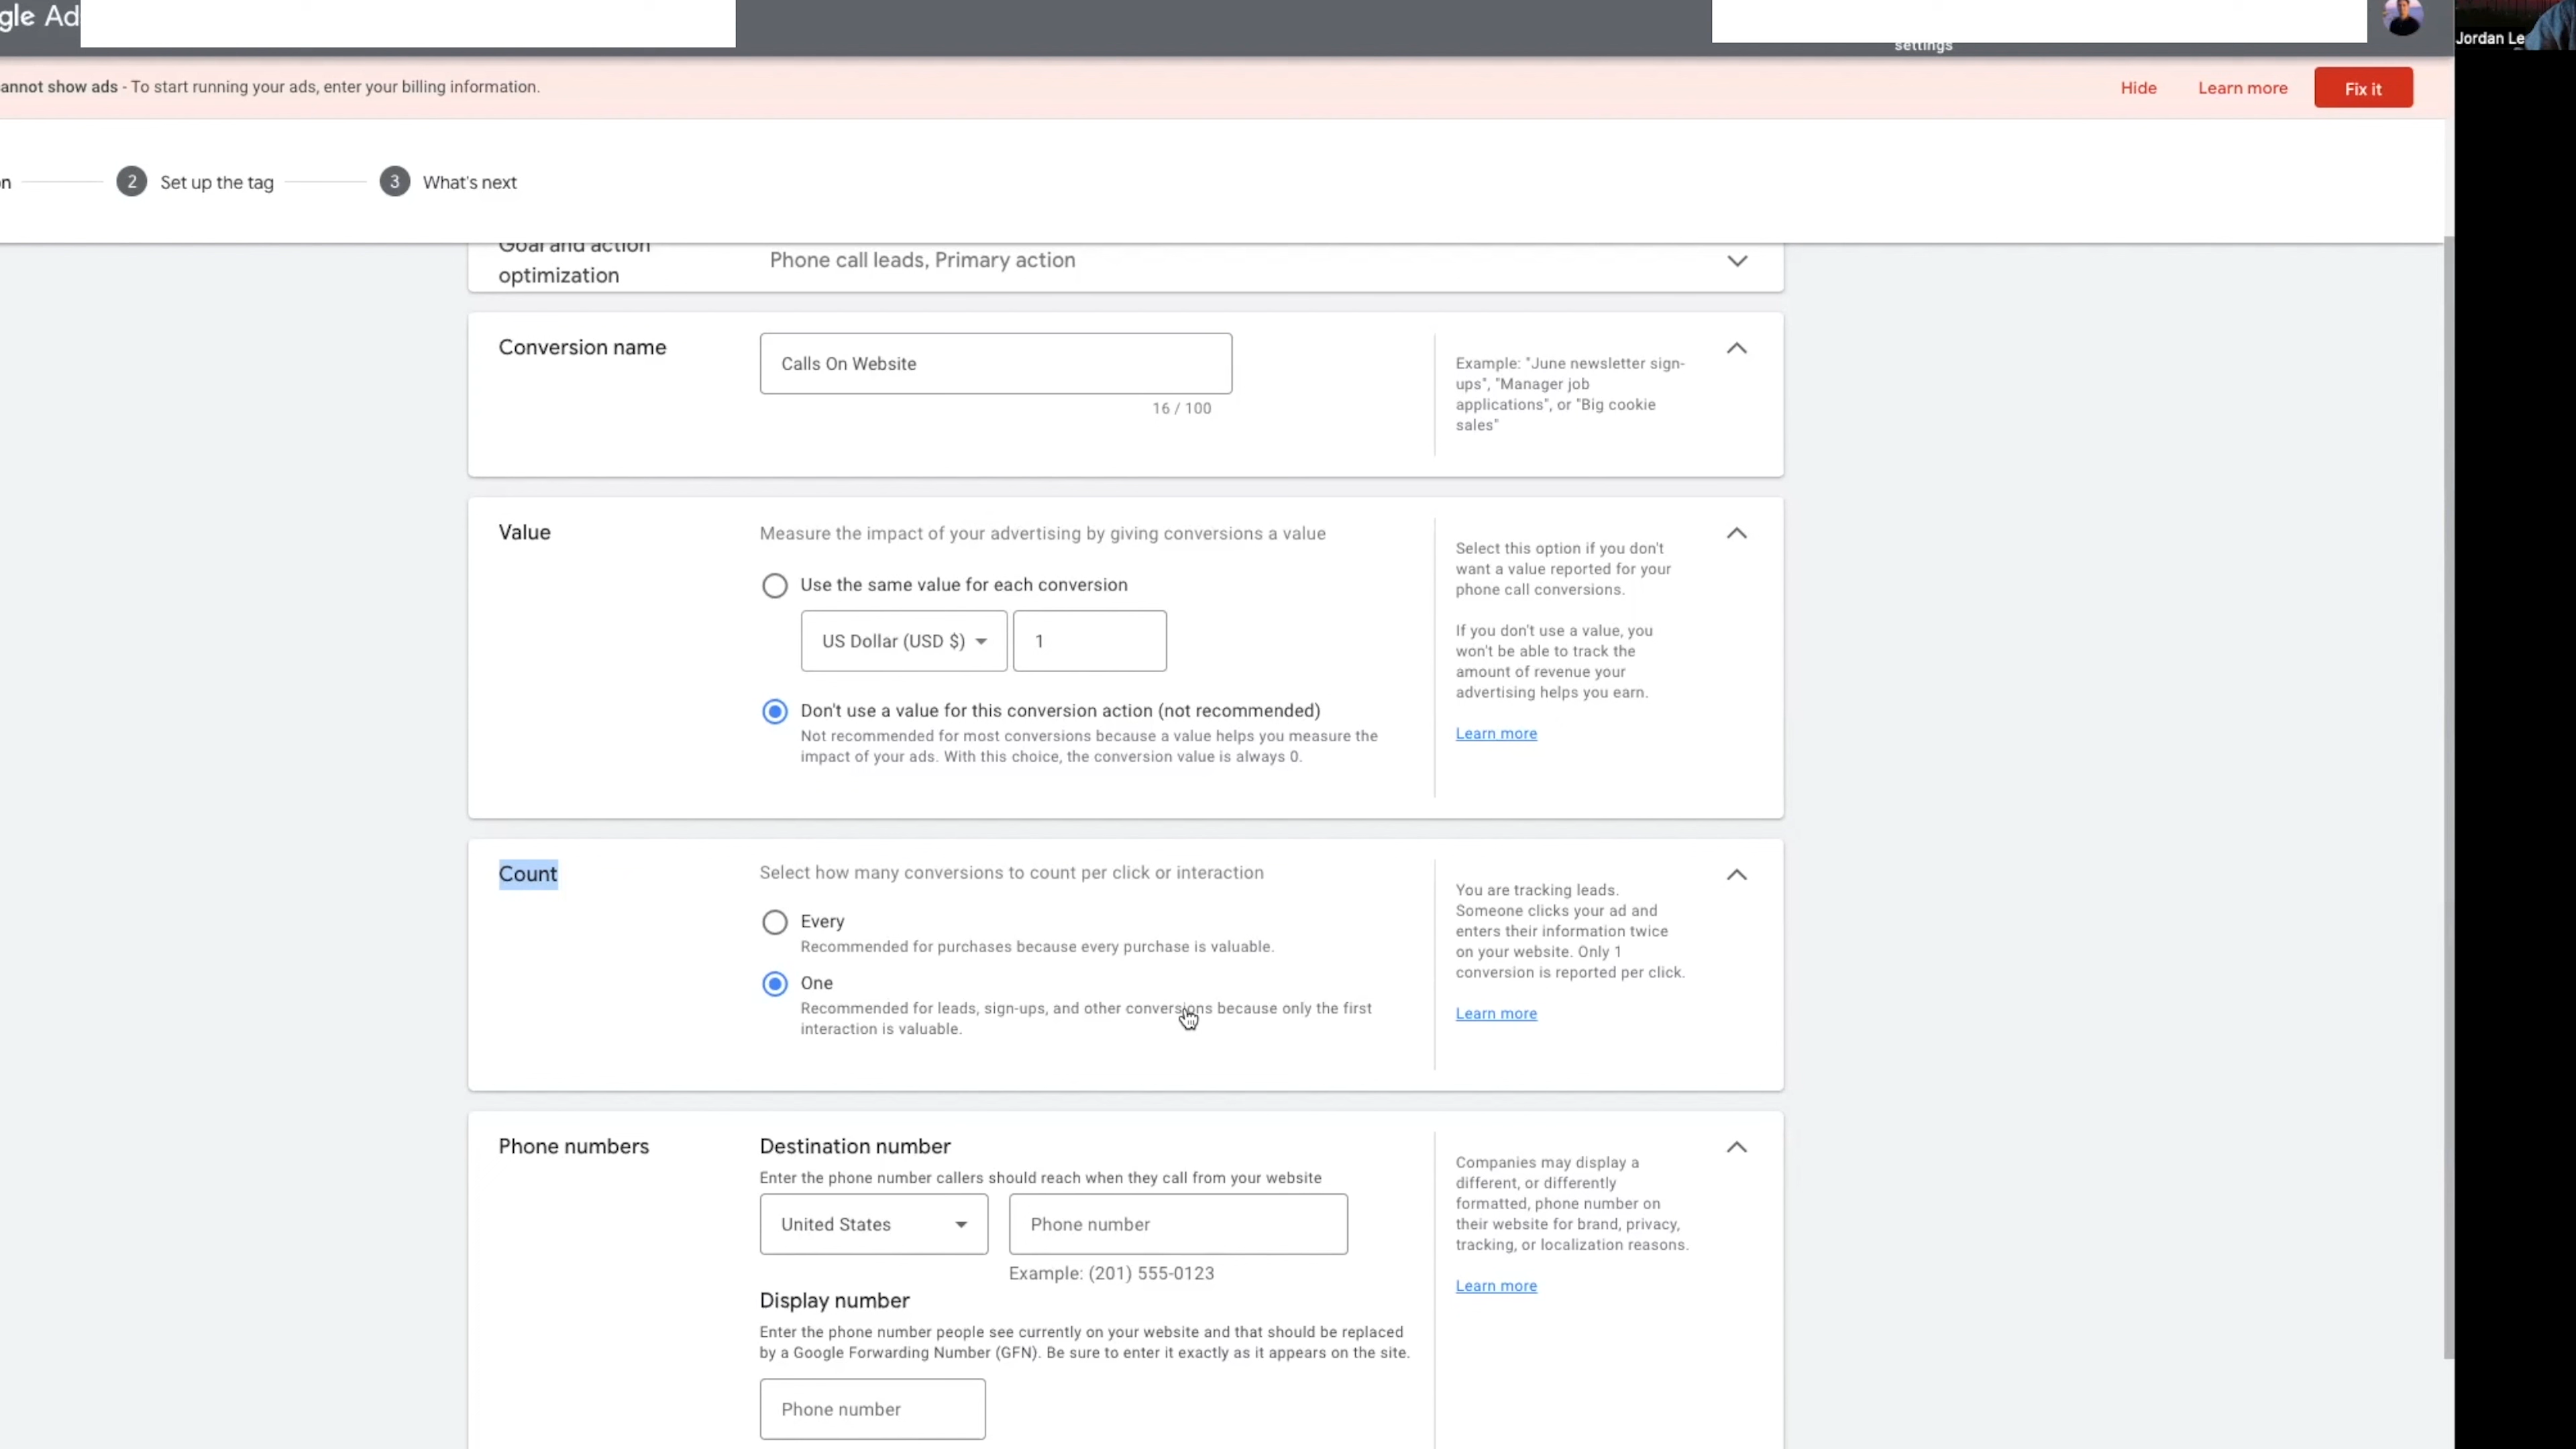 gle Ad
settings
Jordan Le
annot show ads - To start running your ads, enter your billing information.
Hide
Learn more
Fix it
n
2
Set up the tag
3
What's next
Goal and action
optimization
Phone call leads, Primary action
Conversion name
Calls On Website
16 / 100
Example: "June newsletter sign-
ups", "Manager job
applications", or "Big cookie
sales"
Value
Measure the impact of your advertising by giving conversions a value
Use the same value for each conversion
US Dollar (USD $)
1
Don't use a value for this conversion action (not recommended)
Not recommended for most conversions because a value helps you measure the
impact of your ads. With this choice, the conversion value is always 0.
Select this option if you don't
want a value reported for your
phone call conversions.
If you don't use a value, you
won't be able to track the
amount of revenue your
advertising helps you earn.
Learn more
Count
Select how many conversions to count per click or interaction
Every
Recommended for purchases because every purchase is valuable.
One
Recommended for leads, sign-ups, and other conversions because only the first
interaction is valuable.
You are tracking leads.
Someone clicks your ad and
enters their information twice
on your website. Only 1
conversion is reported per click.
Learn more
Phone numbers
Destination number
Enter the phone number callers should reach when they call from your website
United States
Phone number
Example: (201) 555-0123
Display number
Enter the phone number people see currently on your website and that should be replaced
by a Google Forwarding Number (GFN). Be sure to enter it exactly as it appears on the site.
Phone number
Companies may display a
different, or differently
formatted, phone number on
their website for brand, privacy,
tracking, or localization reasons.
Learn more